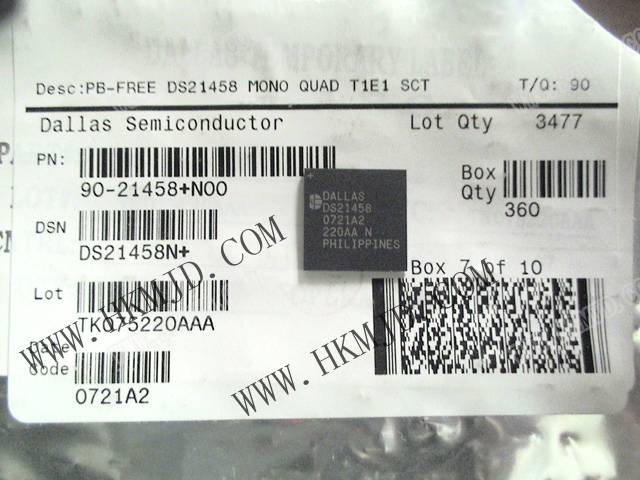 Desc:PB-FREE DS21458 MONO QUAD T1E1 SCT T/Q: 90
Dallas Semiconductor Lot Qty 3477
PN:
90-21458+N00
Box Qty
360
DSN
DS21458N+
Lot
TK075220AAA
Code
0721A2
Box 7 of 10
DALLAS
DS21458
0721A2
220AA N
PHILIPPINES
WWW.HKMJD.COM
WWW.HKMJD.COM